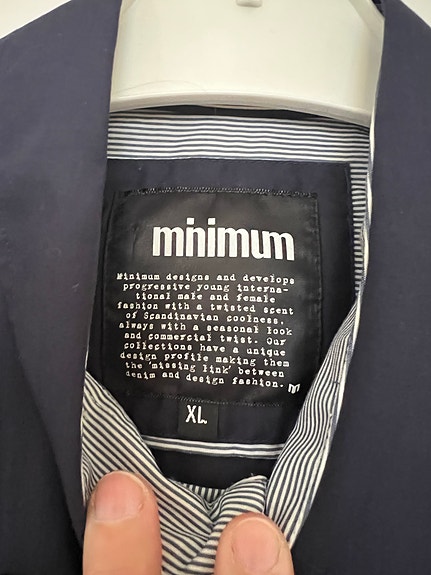 minimum
Minimum designs and develops
progressive young interna-
tional male and female
fashion with a twisted scent
of Scandinavian coolness,
always with a seasonal look
and commercial twist. Our
collections have a unique
design profile making them
the 'missing link' between
denim and design fashion. m
XL